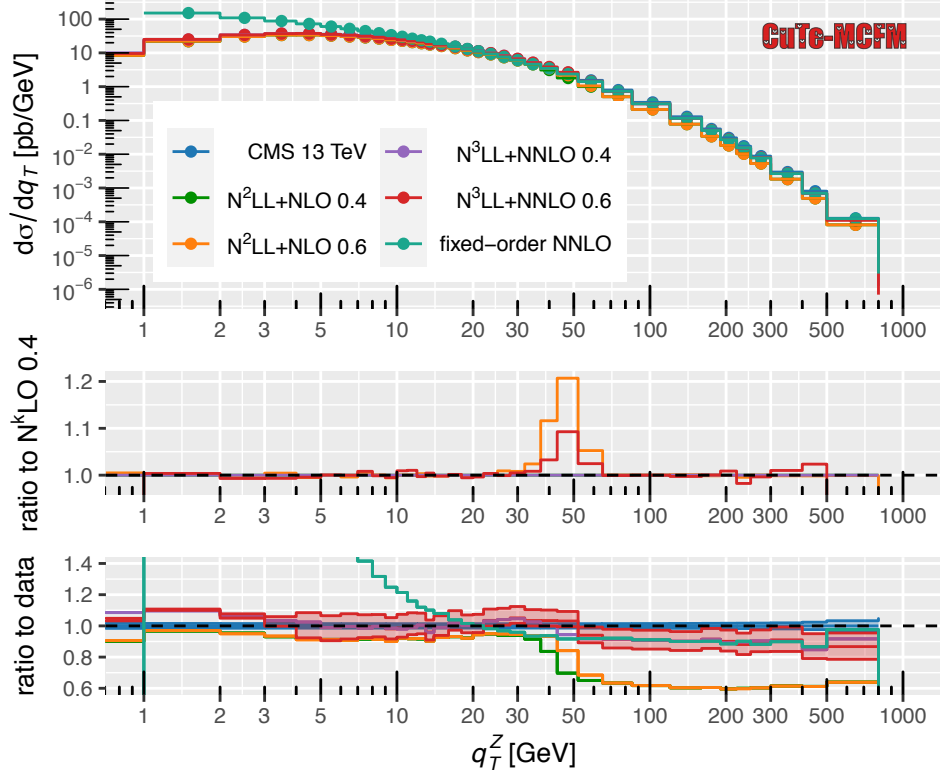 CuTe-MCFM
dσ/dq_T [pb/GeV]
100
10
1
0.1
10⁻²
10⁻³
10⁻⁴
10⁻⁵
10⁻⁶
CMS 13 TeV
N²LL+NLO 0.4
N²LL+NLO 0.6
N³LL+NNLO 0.4
N³LL+NNLO 0.6
fixed−order NNLO
1 2 3 5 10 20 30 50 100 200 300 500 1000
ratio to NᵏLO 0.4
1.2
1.1
1.0
1 2 3 5 10 20 30 50 100 200 300 500 1000
ratio to data
1.4
1.2
1.0
0.8
0.6
1 2 3 5 10 20 30 50 100 200 300 500 1000
q_T^Z [GeV]